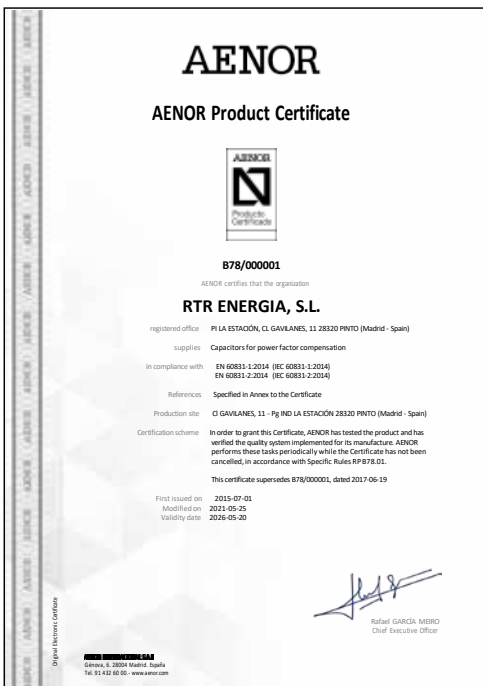 AENOR
AENOR Product Certificate
AENOR
Producto
Certificado
B78/000001
AENOR certifies that the organization
RTR ENERGIA, S.L.
registered office PI LA ESTACIÓN, CL GAVILANES, 11 28320 PINTO (Madrid - Spain)
supplies Capacitors for power factor compensation
in compliance with EN 60831-1:2014 (IEC 60831-1:2014)
EN 60831-2:2014 (IEC 60831-2:2014)
References Specified in Annex to the Certificate
Production site Cl GAVILANES, 11 - Pg IND LA ESTACIÓN 28320 PINTO (Madrid - Spain)
Certification scheme In order to grant this Certificate, AENOR has tested the product and has
verified the quality system implemented for its manufacture. AENOR
performs these tasks periodically while the Certificate has not been
cancelled, in accordance with Specific Rules RP B78.01.
This certificate supersedes B78/000001, dated 2017-06-19
First issued on 2015-07-01
Modified on 2021-05-25
Validity date 2026-05-20
Rafael GARCÍA MEIRO
Chief Executive Officer
Original Electronic Certificate
Génova, 6. 28004 Madrid. España
Tel. 91 432 60 00.- www.aenor.com